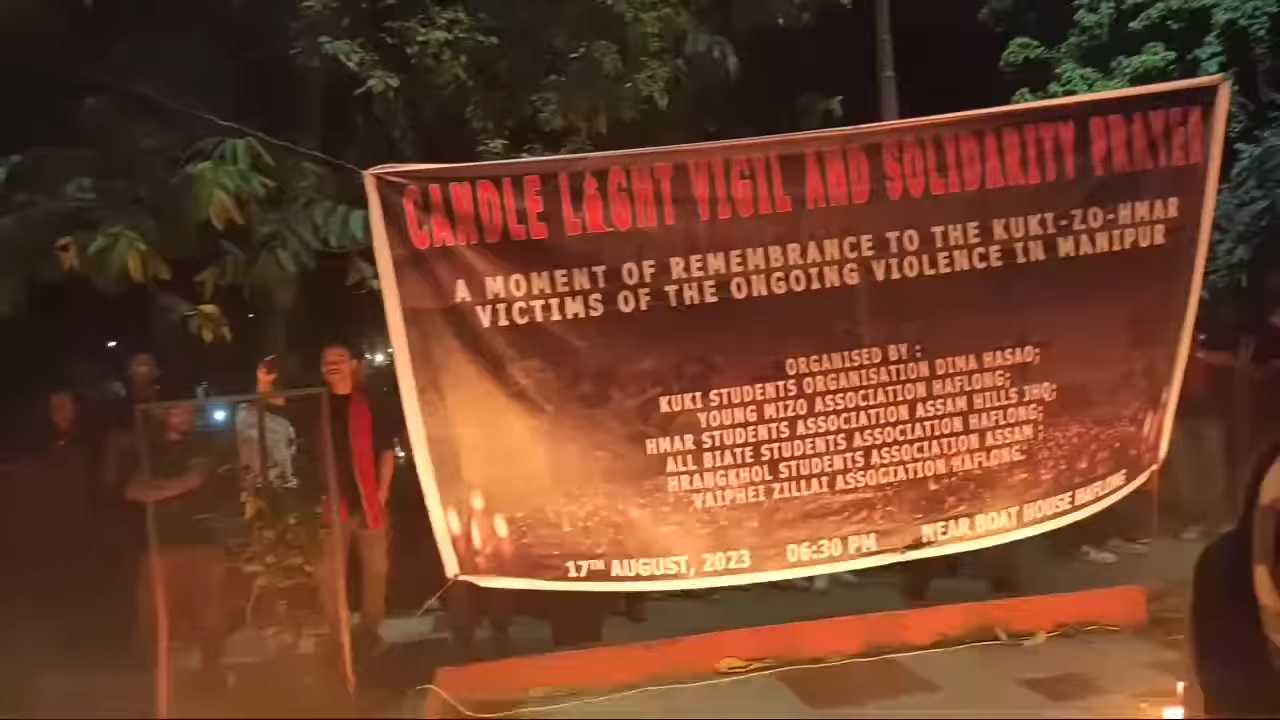 CANDLE LIGHT VIGIL AND SOLIDARITY PRAYER
A MOMENT OF REMEMBRANCE TO THE KUKI-ZO-HMAR
VICTIMS OF THE ONGOING VIOLENCE IN MANIPUR
ORGANISED BY :
KUKI STUDENTS ORGANISATION DIMA HASAO;
YOUNG MIZO ASSOCIATION HAFLONG;
HMAR STUDENTS ASSOCIATION ASSAM HILLS JHQ;
ALL BIATE STUDENTS ASSOCIATION HAFLONG;
HRANGKHOL STUDENTS ASSOCIATION ASSAM ;
VAIPHEI ZILLAI ASSOCIATION HAFLONG.
17TH AUGUST, 2023 06:30 PM NEAR BOAT HOUSE HAFLONG